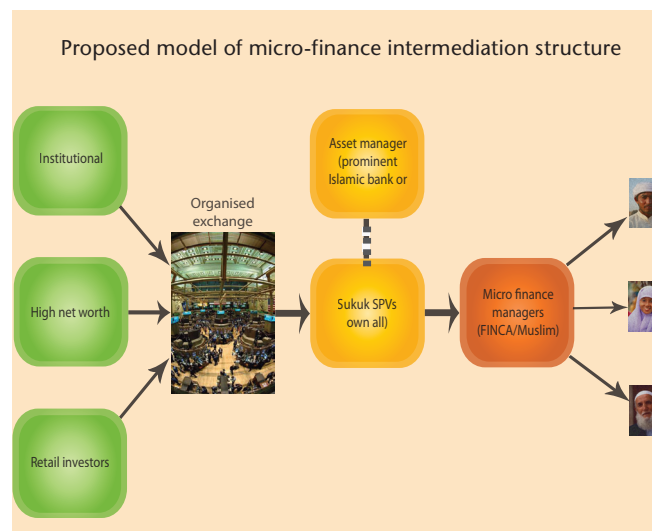 Proposed model of micro-finance intermediation structure
Institutional
High net worth
Retail investors
Organised
exchange
Asset manager
(prominent
Islamic bank or
Sukuk SPVs
own all)
Micro finance
managers
(FINCA/Muslim)